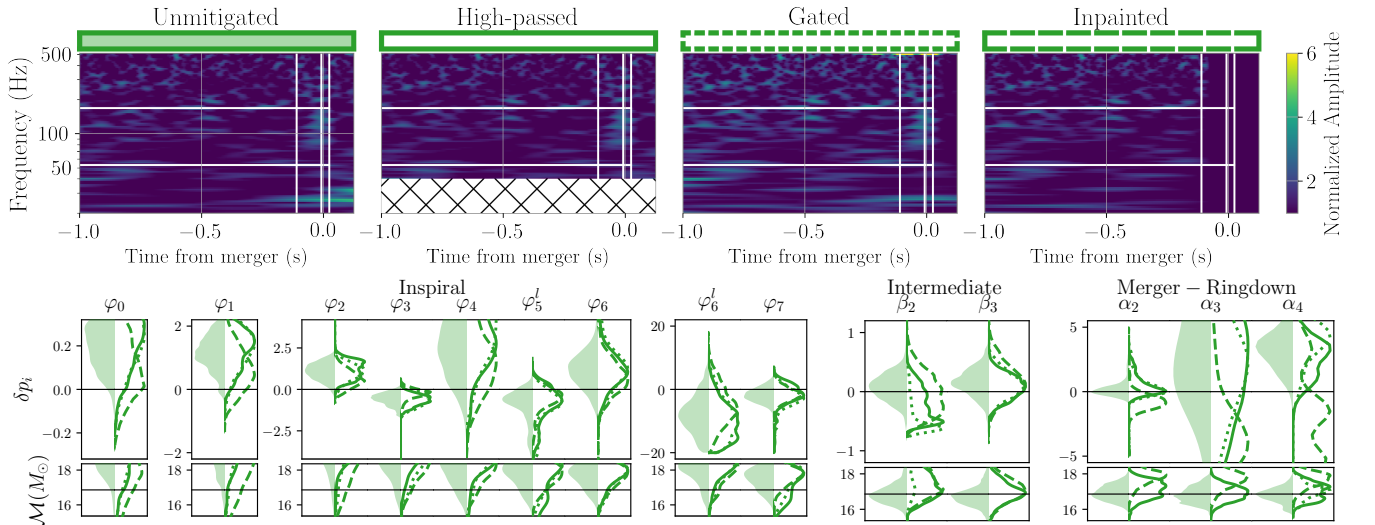 Unmitigated High-passed Gated Inpainted
500 100 50
Frequency (Hz)
6 4 2
Normalized Amplitude
−1.0 −0.5 0.0 −1.0 −0.5 0.0 −1.0 −0.5 0.0 −1.0 −0.5 0.0
Time from merger (s) Time from merger (s) Time from merger (s) Time from merger (s)
Inspiral Intermediate Merger − Ringdown
φ₀ φ₁ φ₂ φ₃ φ₄ φ₅ˡ φ₆ φ₆ˡ φ₇ β₂ β₃ α₂ α₃ α₄
δpᵢ
0.2 0.0 −0.2
2 0 −2
2.5 0.0 −2.5
20 0 −20
1 0 −1
5 0 −5
ℳ(M⊙)
18 16
18 16
18 16
18 16
18 16
18 16